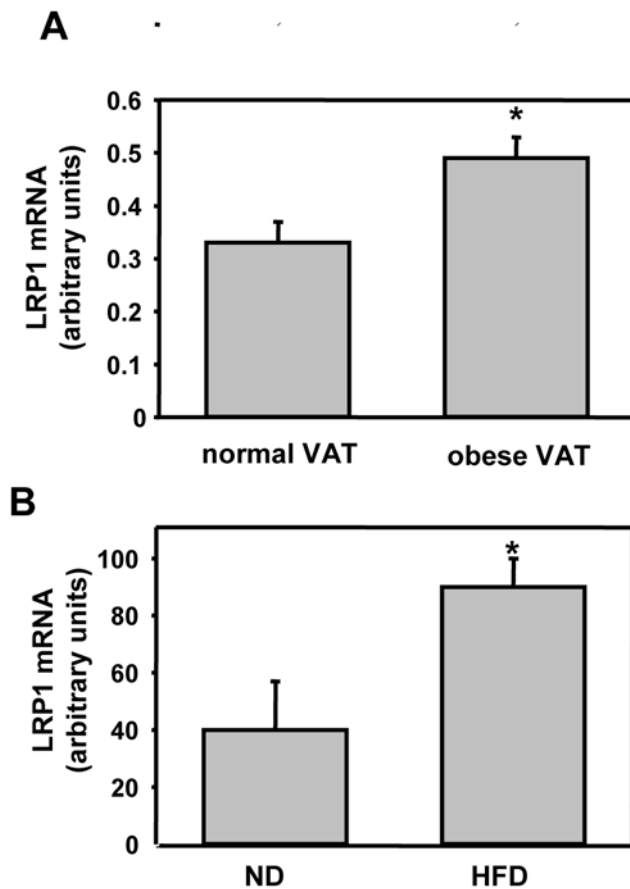 A
0.6
0.5
0.4
0.3
0.2
0.1
0
LRP1 mRNA
(arbitrary units)
*
normal VAT obese VAT
B
100
80
60
40
20
0
LRP1 mRNA
(arbitrary units)
*
ND HFD